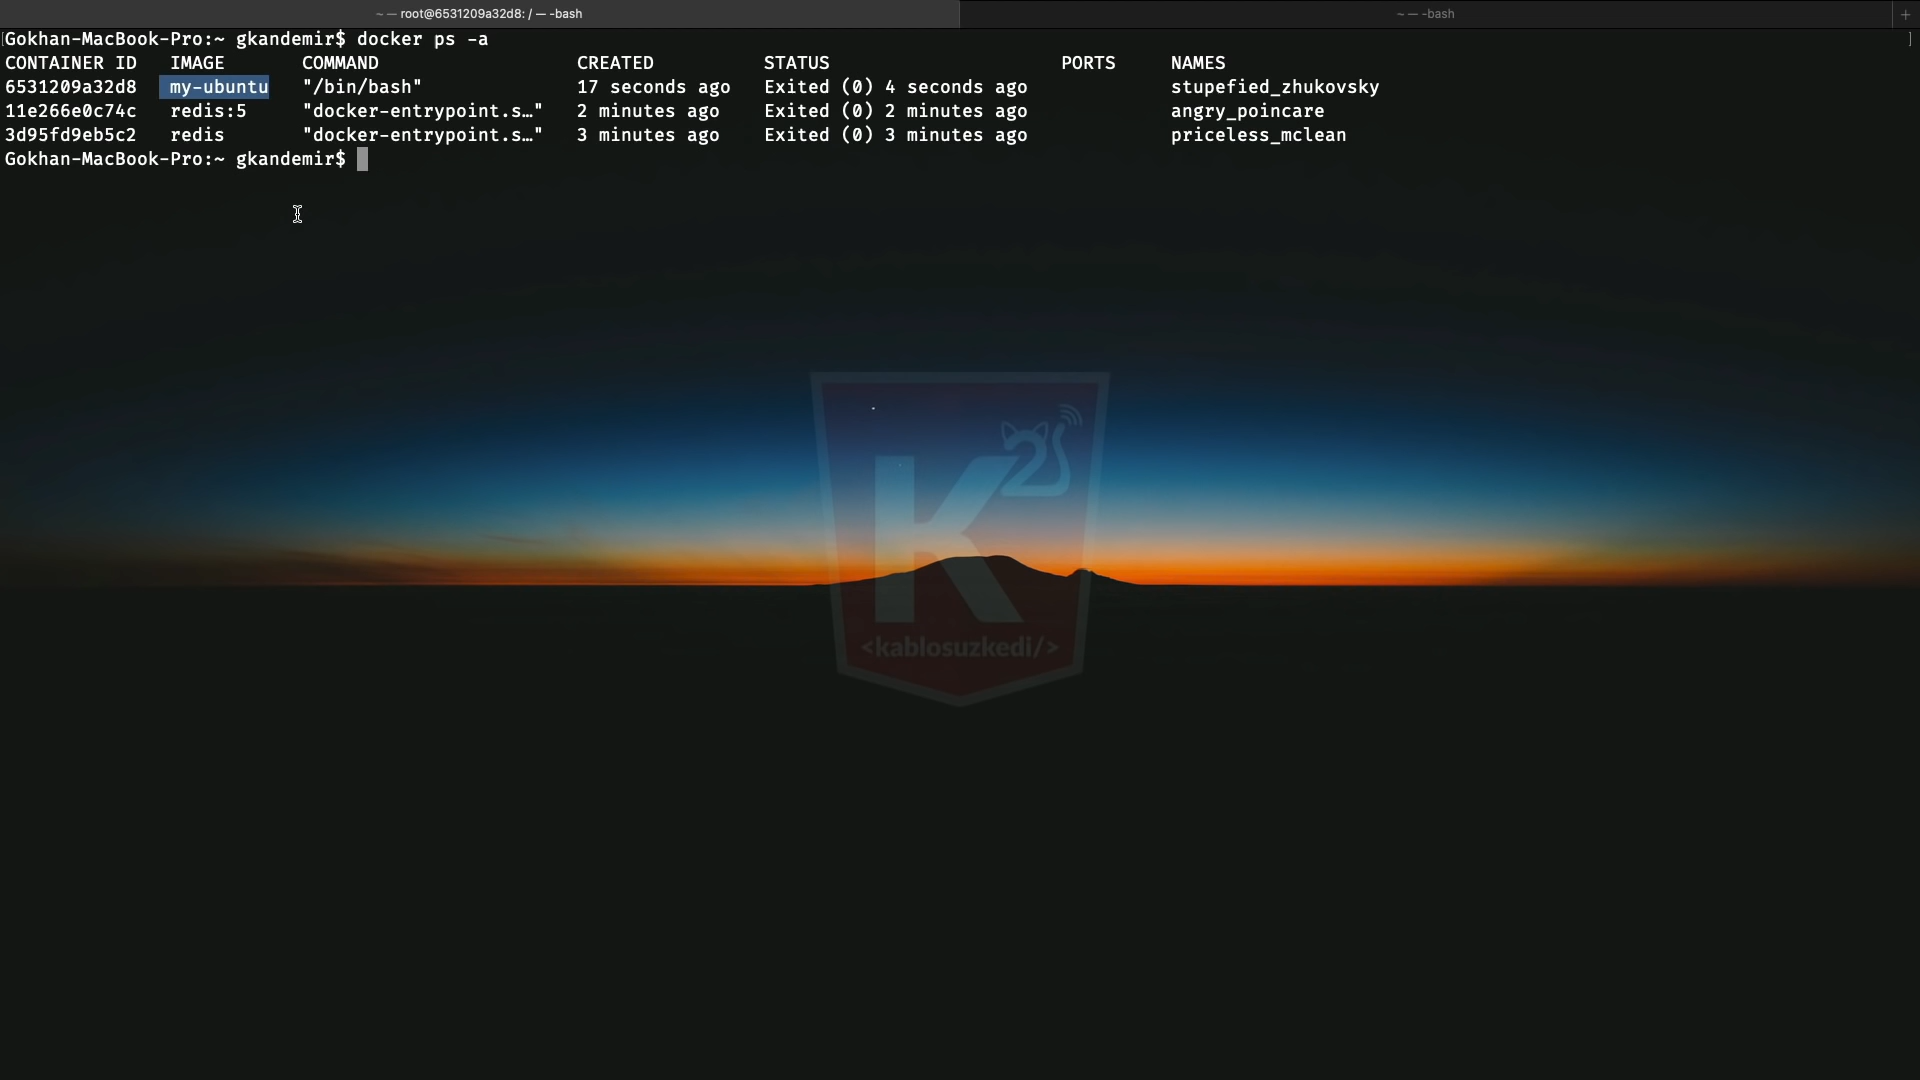 ~ — root@6531209a32d8: / — -bash
~ — -bash
+
[Gokhan-MacBook-Pro:~ gkandemir$ docker ps -a ]
CONTAINER ID IMAGE COMMAND CREATED STATUS PORTS NAMES
6531209a32d8 my-ubuntu "/bin/bash" 17 seconds ago Exited (0) 4 seconds ago stupefied_zhukovsky
11e266e0c74c redis:5 "docker-entrypoint.s…" 2 minutes ago Exited (0) 2 minutes ago angry_poincare
3d95fd9eb5c2 redis "docker-entrypoint.s…" 3 minutes ago Exited (0) 3 minutes ago priceless_mclean
Gokhan-MacBook-Pro:~ gkandemir$
K2
<kablosuzkedi/>